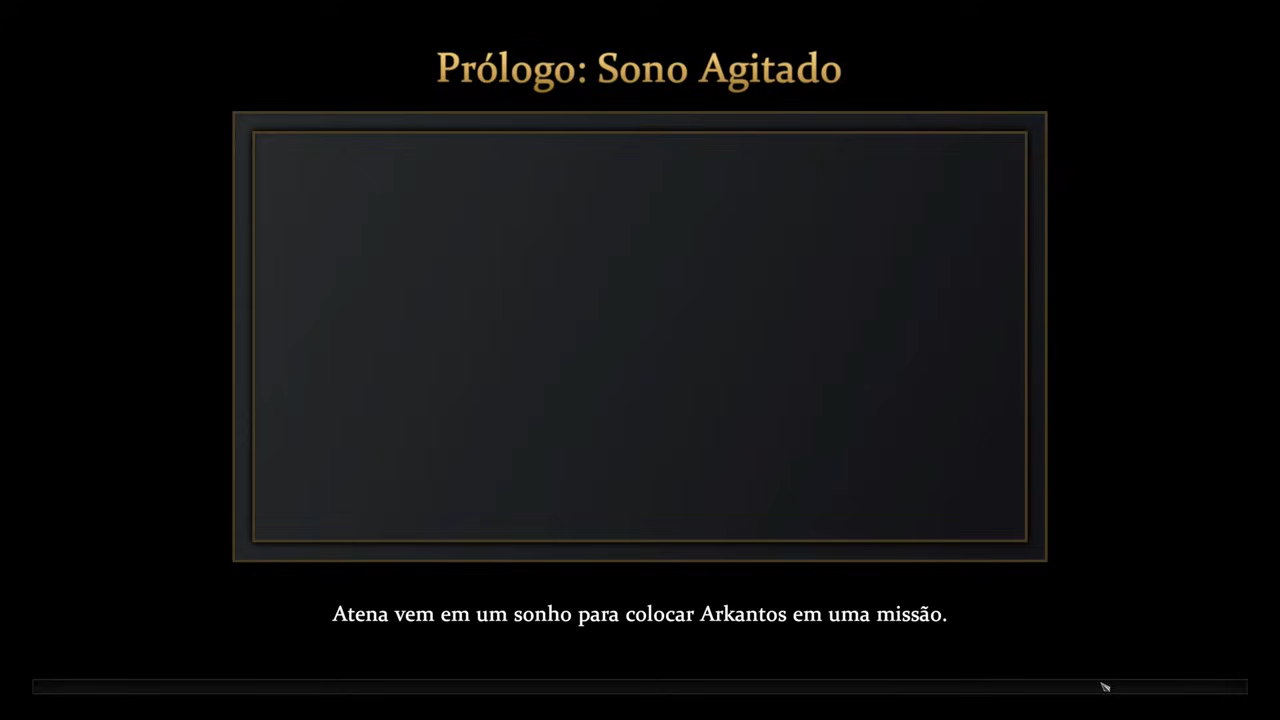 Prólogo: Sono Agitado
Atena vem em um sonho para colocar Arkantos em uma missão.